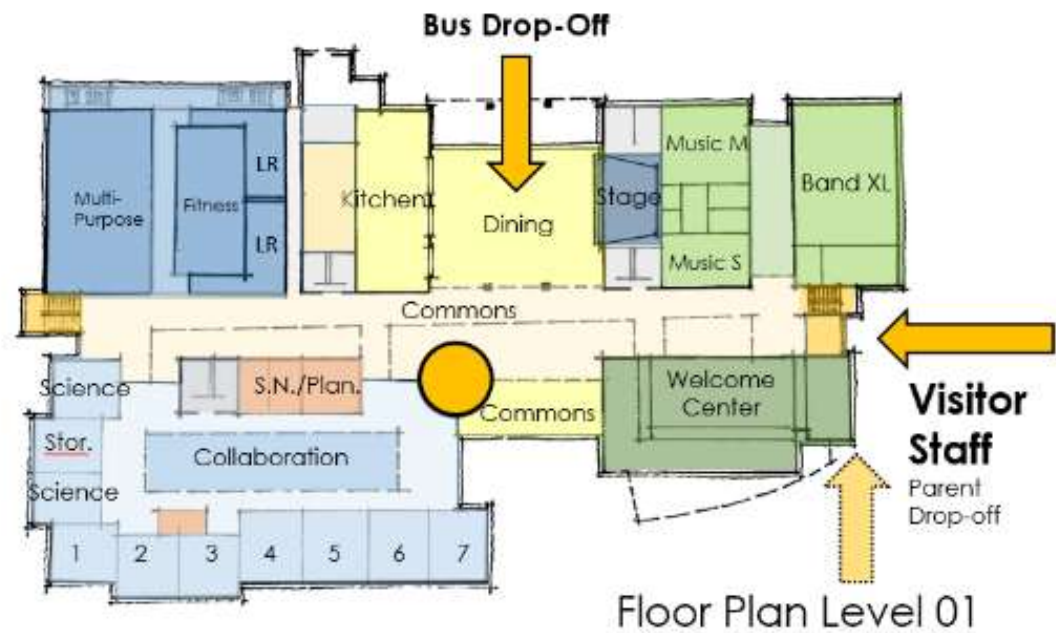 Bus Drop-Off
Multi-
Purpose
Fitness
LR
LR
Kitchen
Dining
Stage
Music M
Music S
Band XL
Commons
Science
S.N./Plan.
Commons
Welcome
Center
Visitor
Staff
Parent
Drop-off
Stor.
Collaboration
Science
1
2
3
4
5
6
7
Floor Plan Level 01